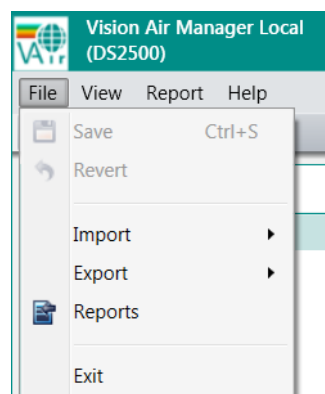 VAir
Vision Air Manager Local
(DS2500)
File View Report Help
Save Ctrl+S
Revert
Import
Export
Reports
Exit